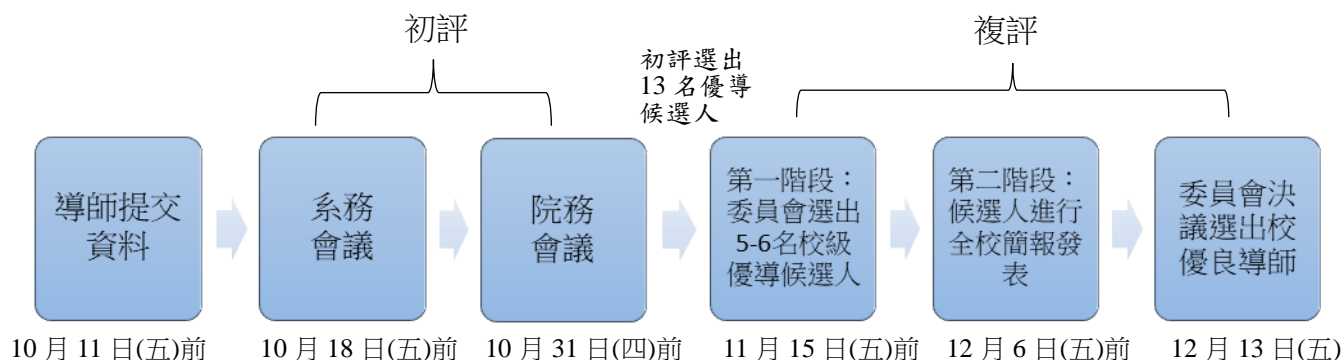 初評
複評
初評選出
13 名優導
候選人
導師提交
資料
系務
會議
院務
會議
第一階段：
委員會選出
5-6名校級
優導候選人
第二階段：
候選人進行
全校簡報發
表
委員會決
議選出校
優良導師
10 月 11 日(五)前
10 月 18 日(五)前
10 月 31 日(四)前
11 月 15 日(五)前
12 月 6 日(五)前
12 月 13 日(五)